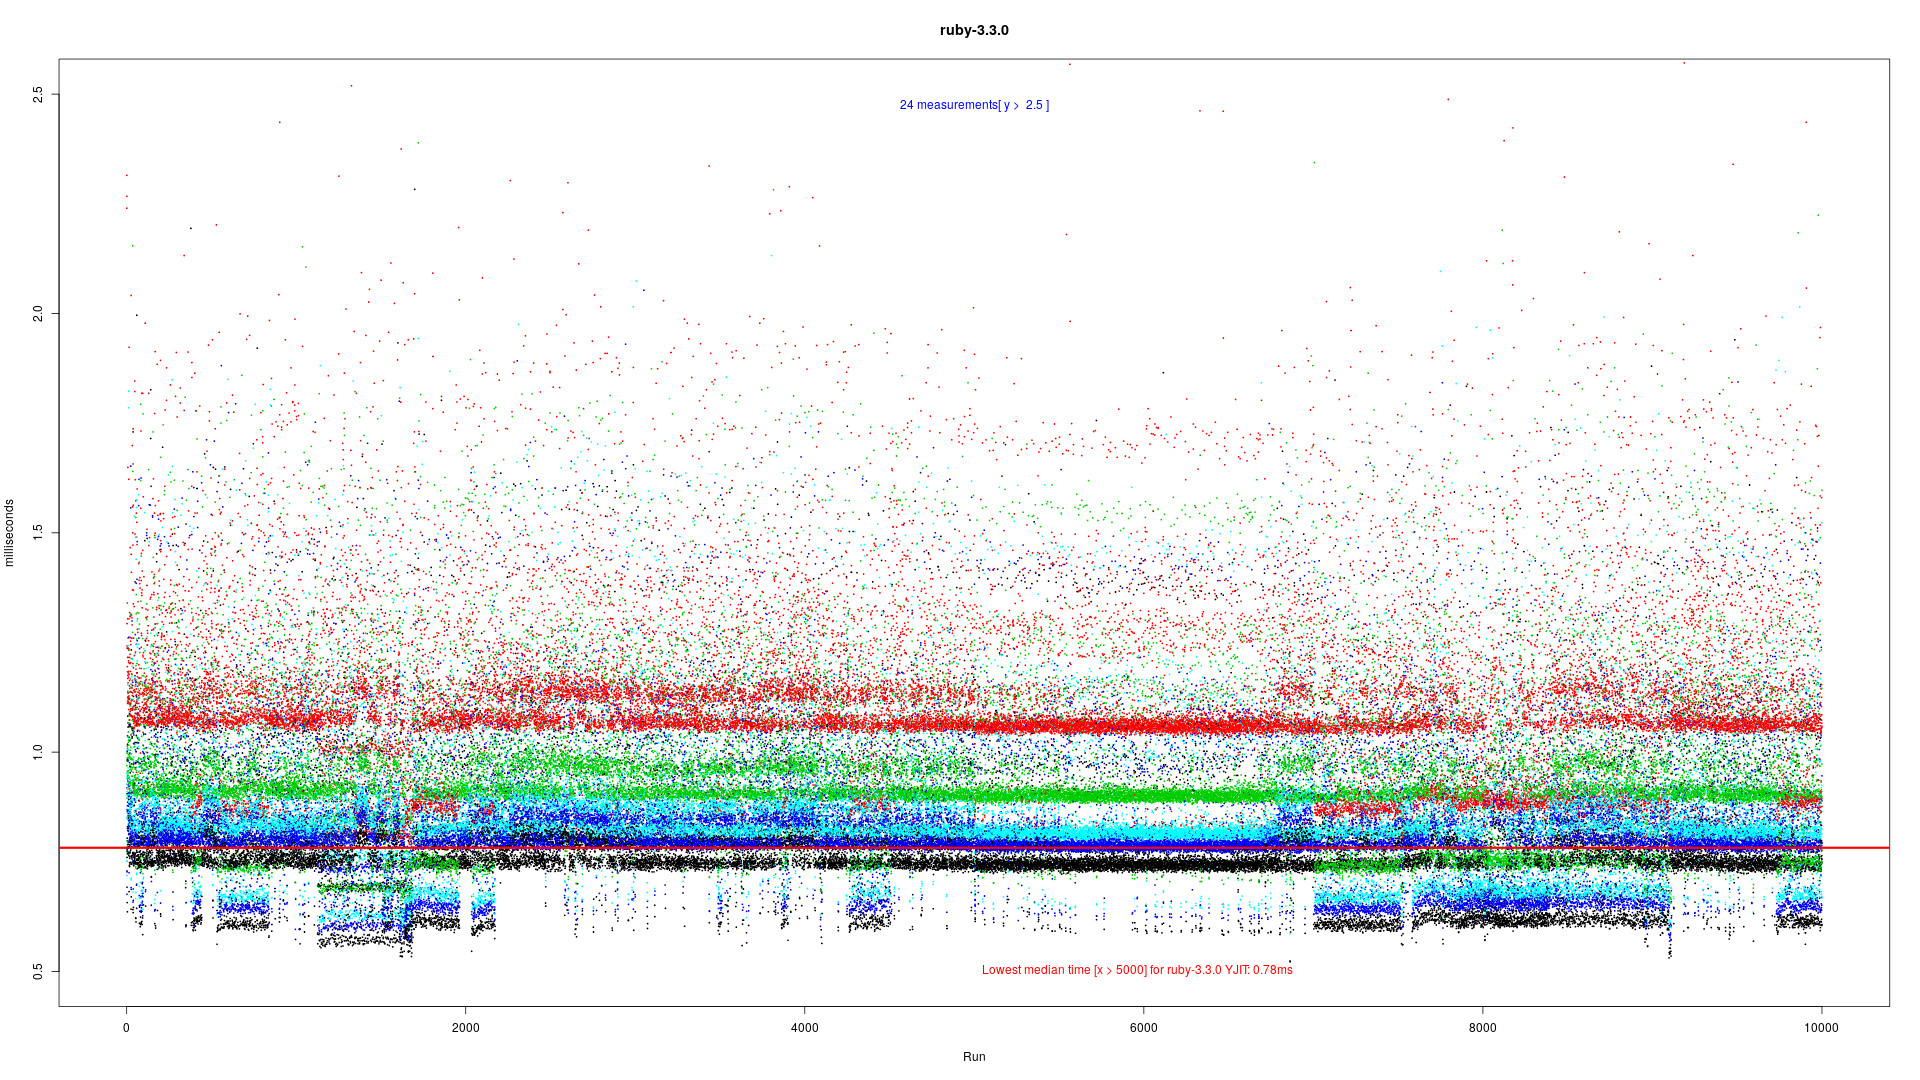 ruby-3.3.0
24 measurements[ y >  2.5 ]
milliseconds
2.5
2.0
1.5
1.0
0.5
Lowest median time [x > 5000] for ruby-3.3.0 YJIT: 0.78ms
0 2000 4000 6000 8000 10000
Run